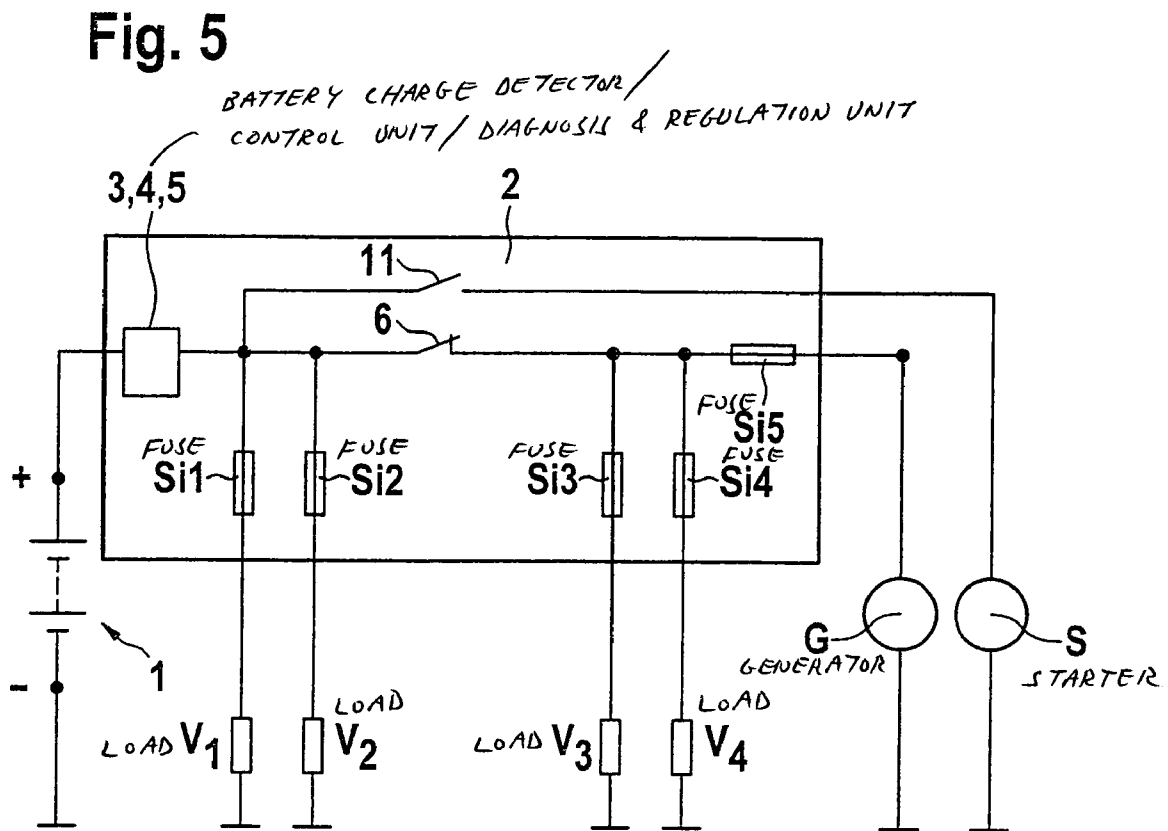 Fig. 5
BATTERY CHARGE DETECTOR/
CONTROL UNIT/ DIAGNOSIS & REGULATION UNIT
3,4,5
2
11
6
FUSE
Si5
FUSE
Si1
FUSE
Si2
FUSE
Si3
FUSE
Si4
+
-
1
G
GENERATOR
S
STARTER
LOAD V1
LOAD
V2
LOAD V3
LOAD
V4